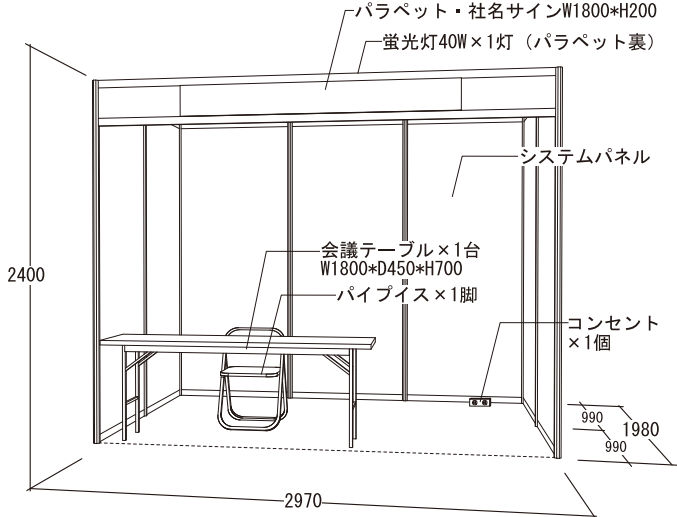 パラペット・社名サインW1800*H200
蛍光灯40W×1灯（パラペット裏）
システムパネル
会議テーブル×1台
W1800*D450*H700
パイプイス×1脚
コンセント
×1個
2400
990
1980
990
2970